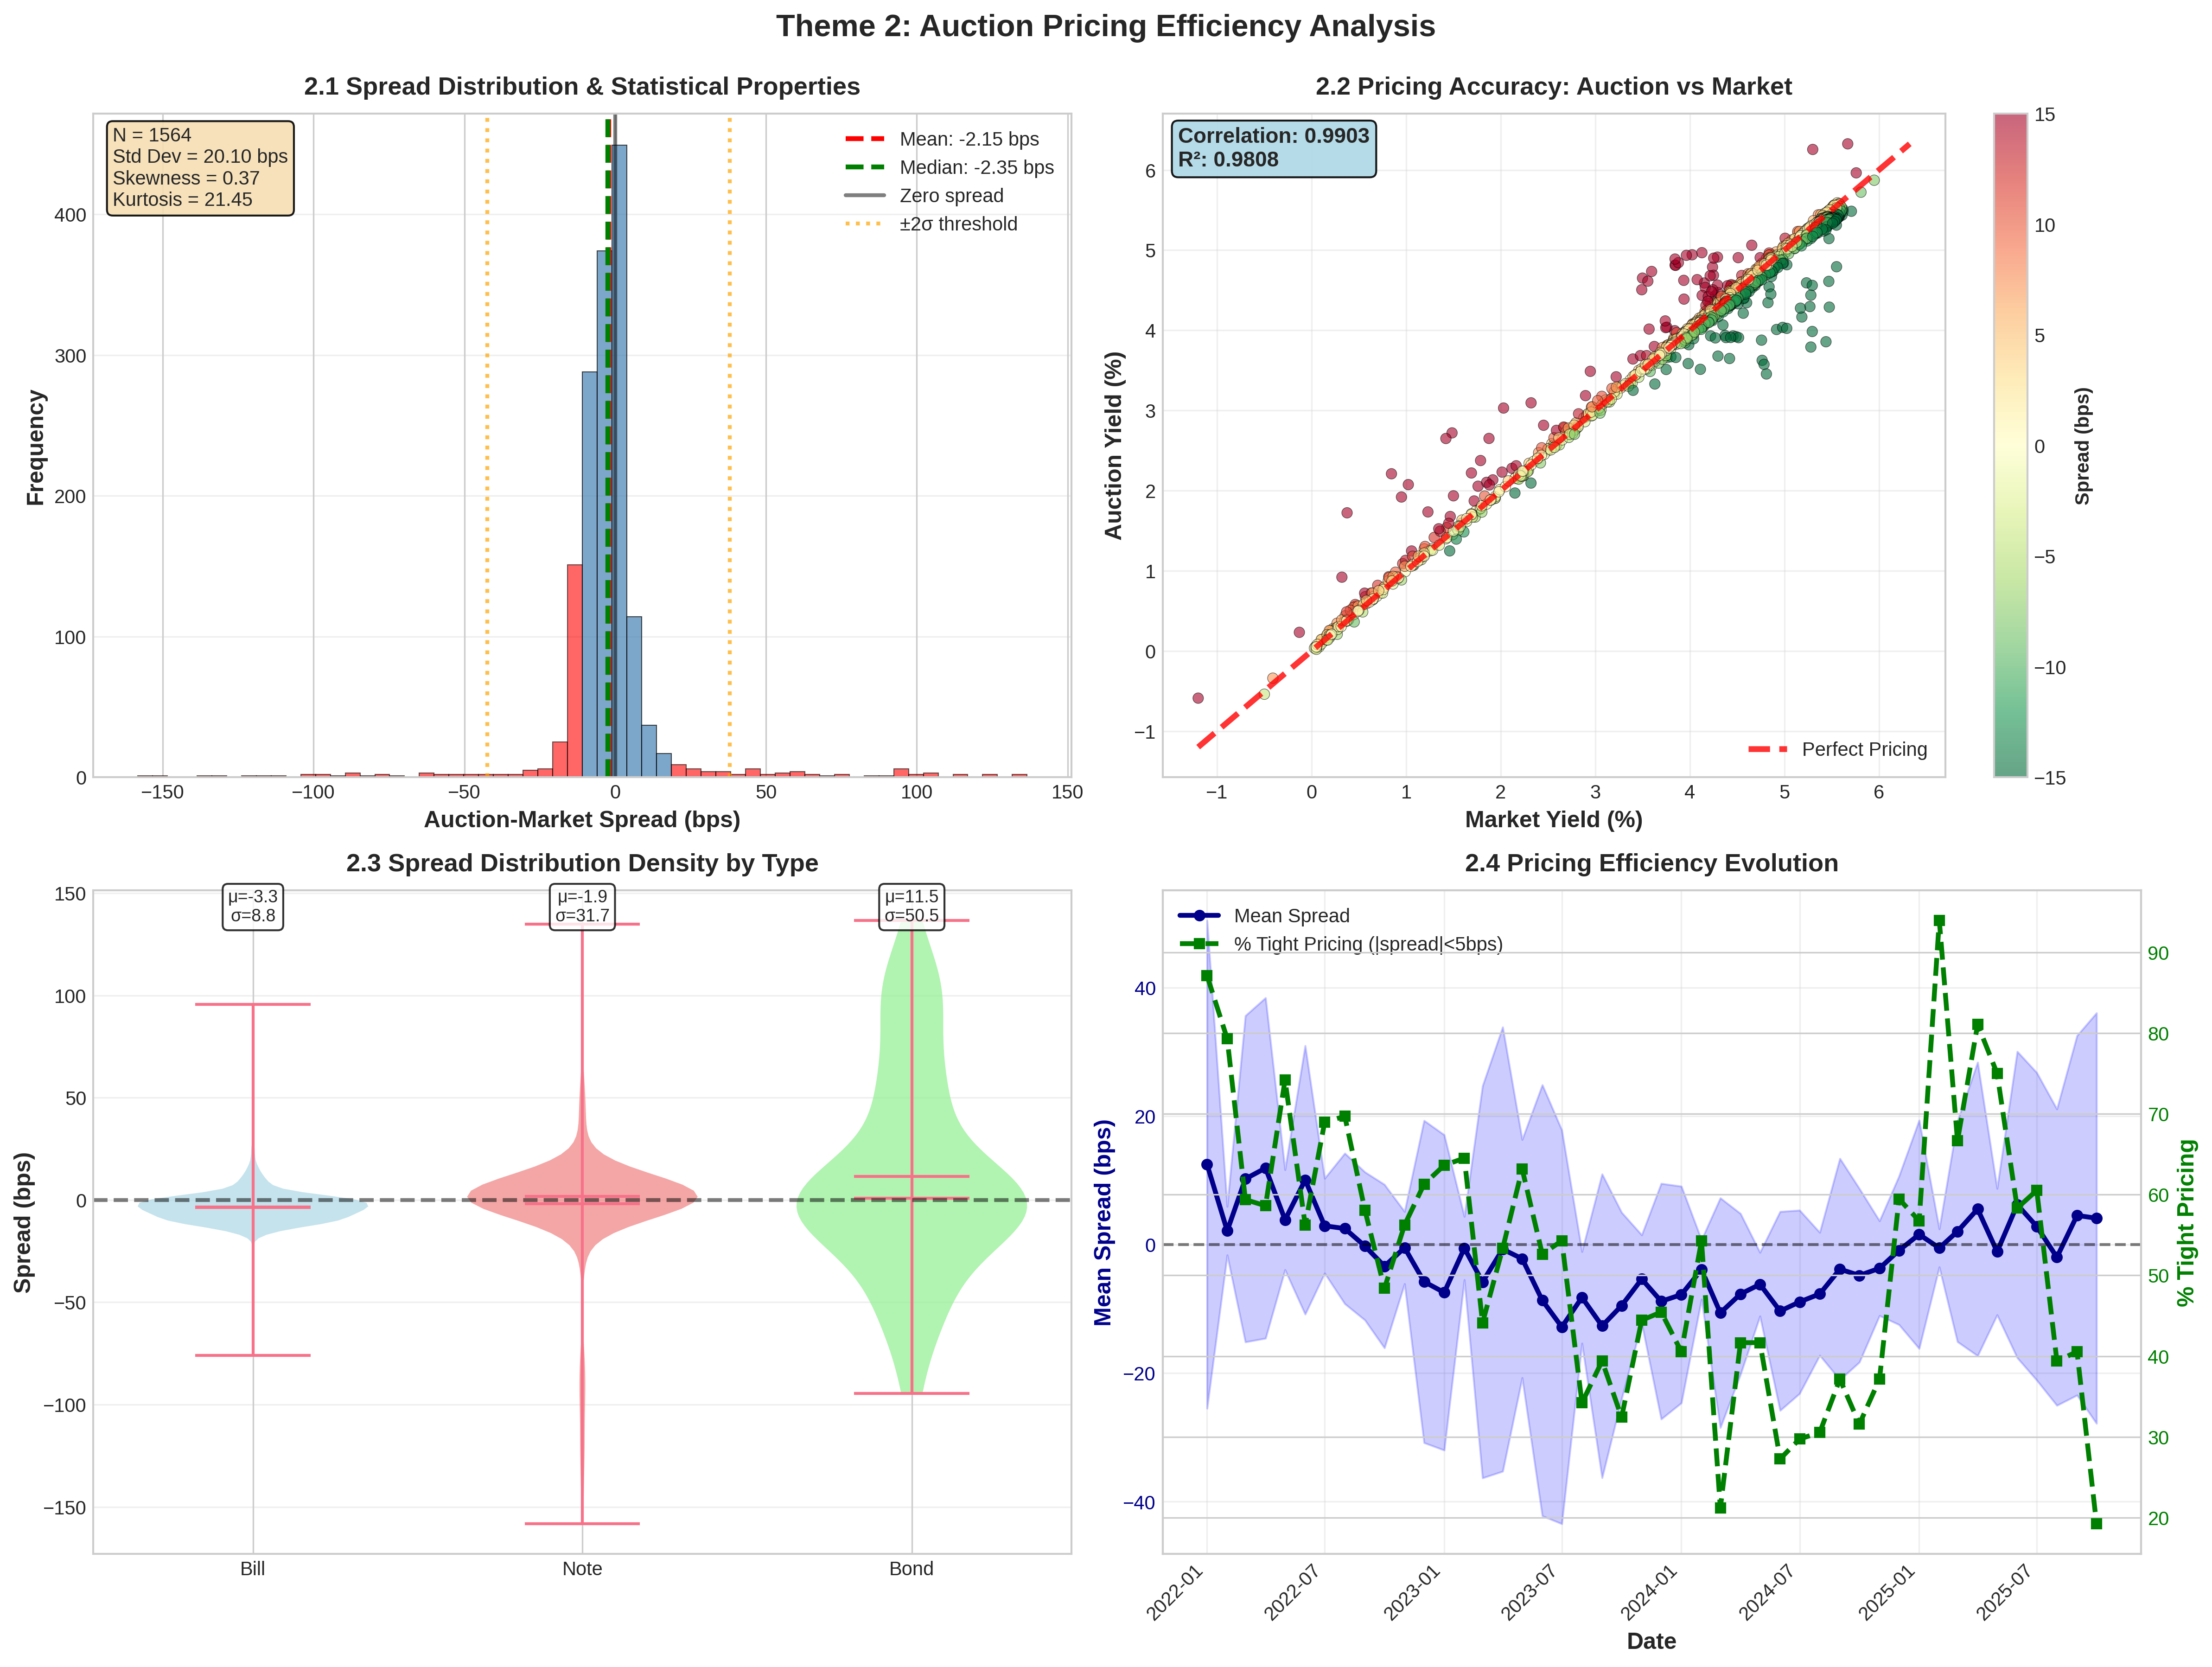 Theme 2: Auction Pricing Efficiency Analysis
2.1 Spread Distribution & Statistical Properties
N = 1564
Std Dev = 20.10 bps
Skewness = 0.37
Kurtosis = 21.45
Mean: -2.15 bps
Median: -2.35 bps
Zero spread
±2σ threshold
Frequency
400
300
200
100
0
−150
−100
−50
0
50
100
150
Auction-Market Spread (bps)
2.2 Pricing Accuracy: Auction vs Market
Correlation: 0.9903
R²: 0.9808
Auction Yield (%)
6
5
4
3
2
1
0
−1
Perfect Pricing
−1
0
1
2
3
4
5
6
Market Yield (%)
15
10
5
0
−5
−10
−15
Spread (bps)
2.3 Spread Distribution Density by Type
μ=-3.3
σ=8.8
μ=-1.9
σ=31.7
μ=11.5
σ=50.5
Spread (bps)
150
100
50
0
−50
−100
−150
Bill
Note
Bond
2.4 Pricing Efficiency Evolution
Mean Spread
% Tight Pricing (|spread|<5bps)
Mean Spread (bps)
40
20
0
−20
−40
90
80
70
60
50
40
30
20
% Tight Pricing
2022-01
2022-07
2023-01
2023-07
2024-01
2024-07
2025-01
2025-07
Date